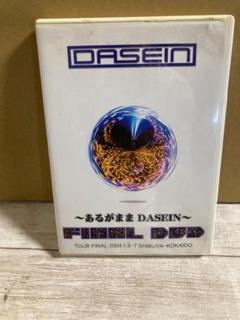 DASEIN
～あるがまま DASEIN～
FINAL DVD
TOUR FINAL 2004.1.6-7 SHIBUYA-KOKAIDO